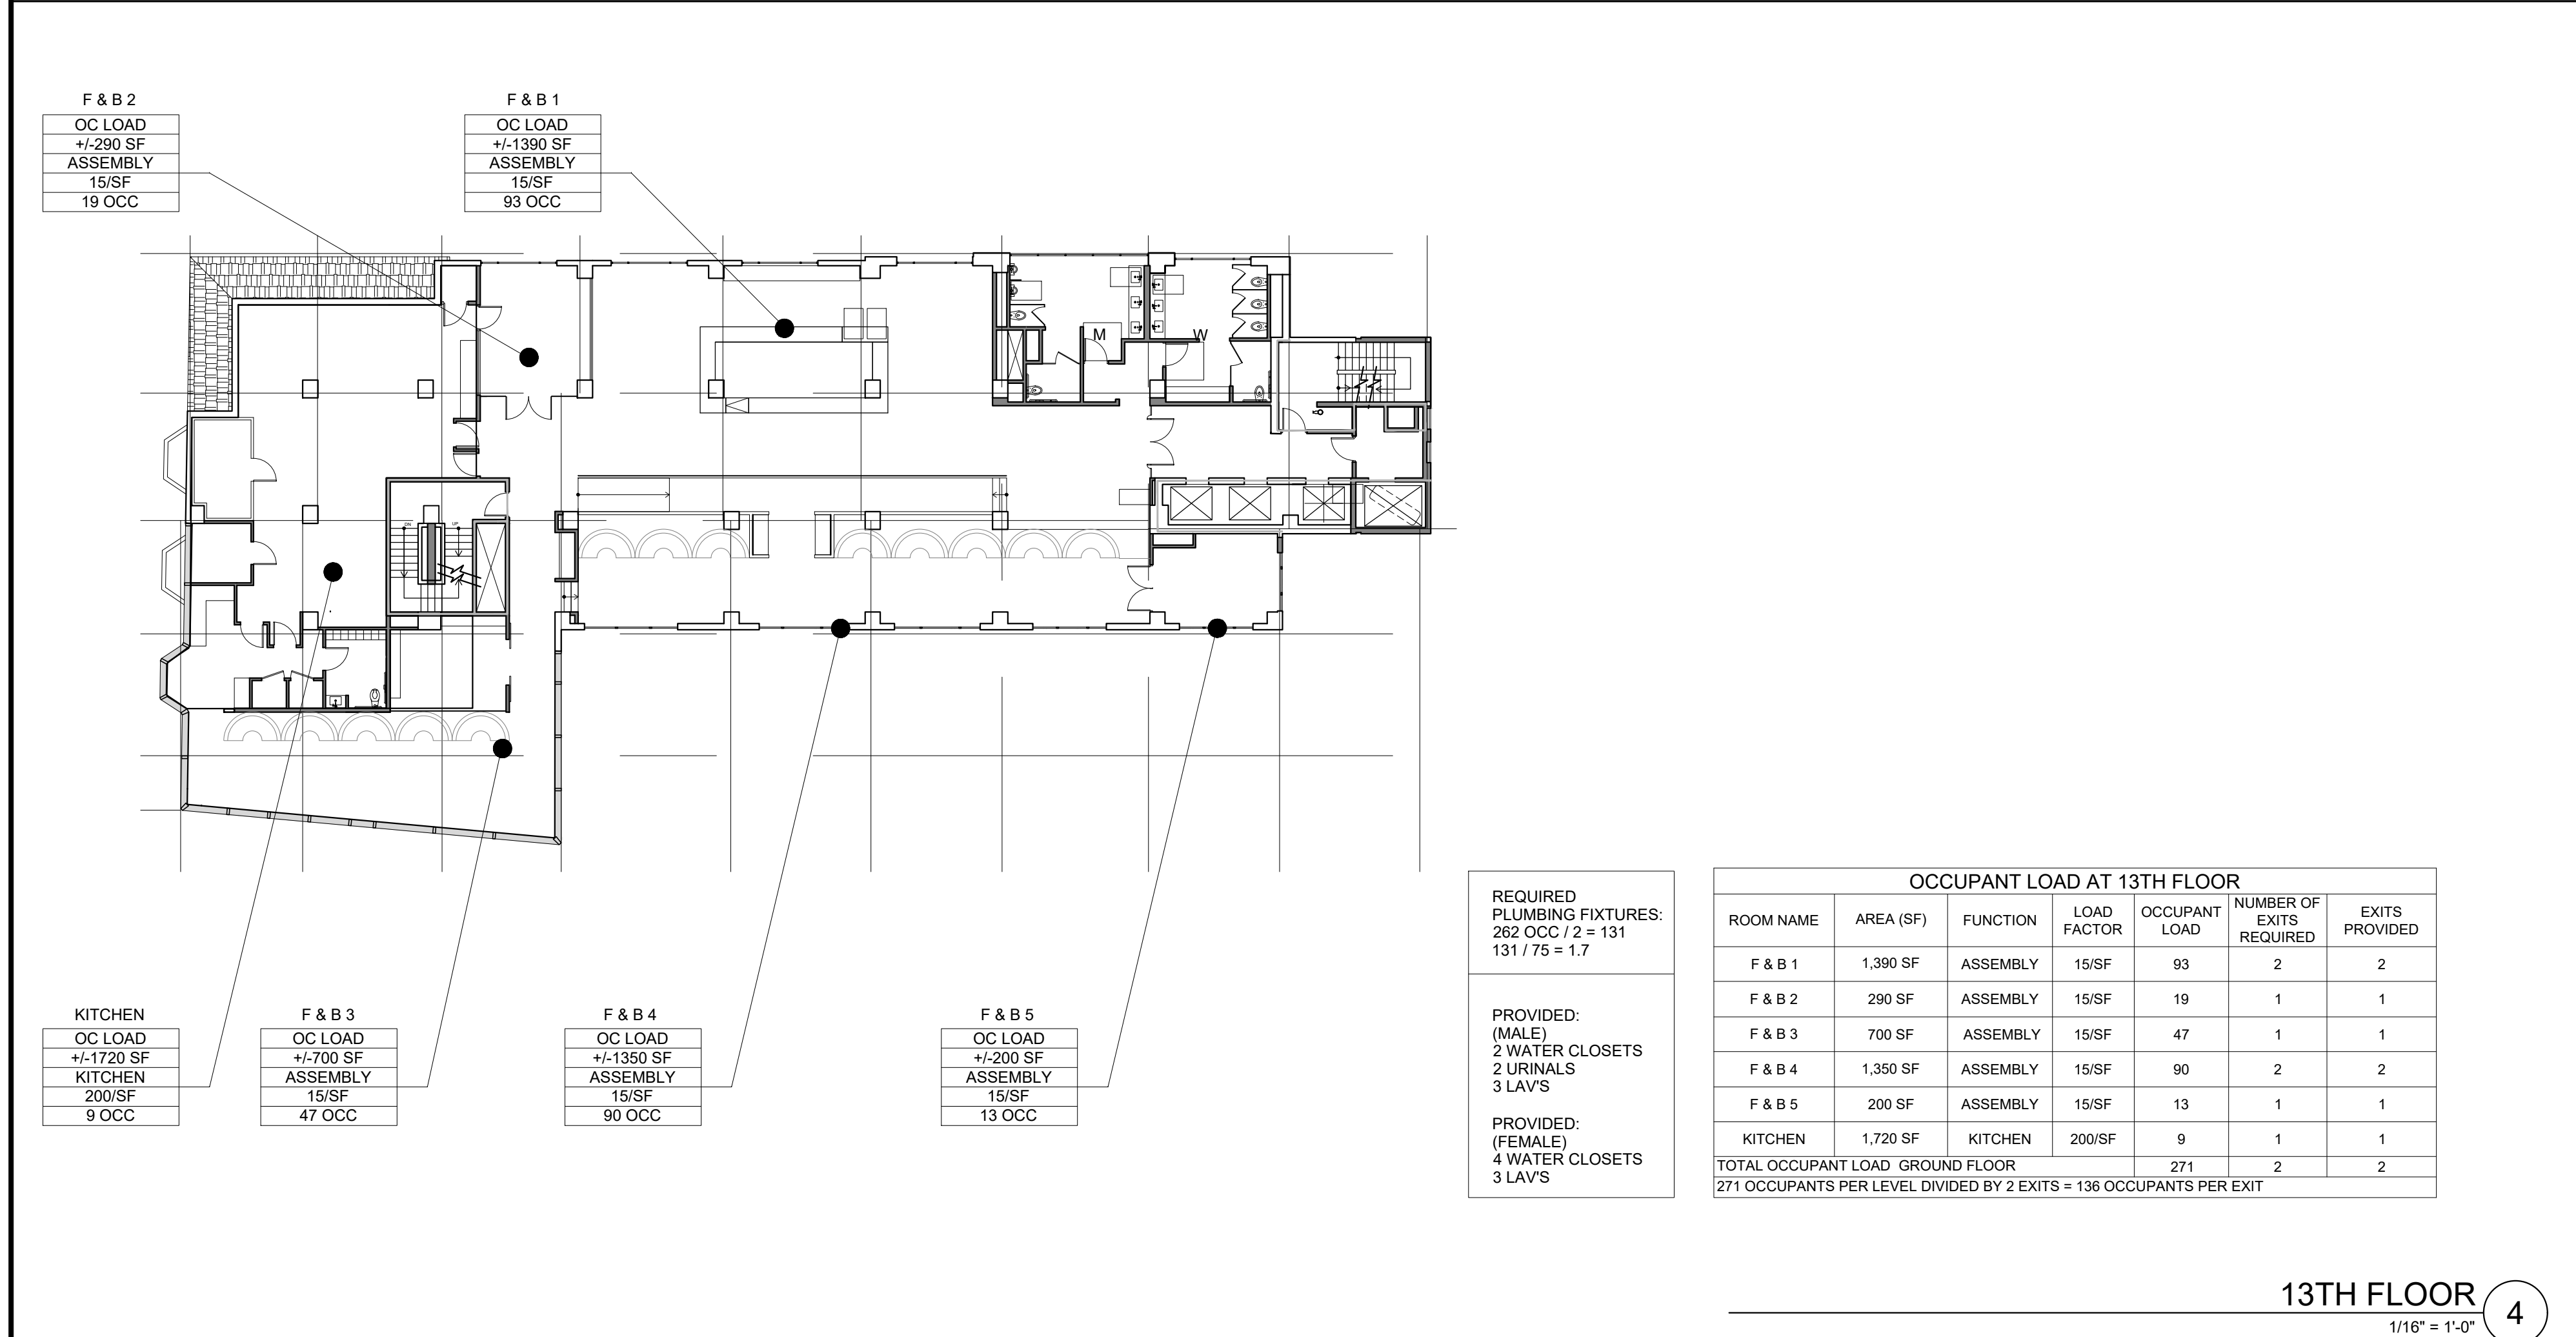 F & B 2
OC LOAD
+/-290 SF
ASSEMBLY
15/SF
19 OCC
F & B 1
OC LOAD
+/-1390 SF
ASSEMBLY
15/SF
93 OCC
M
W
DN
UP
KITCHEN
OC LOAD
+/-1720 SF
KITCHEN
200/SF
9 OCC
F & B 3
OC LOAD
+/-700 SF
ASSEMBLY
15/SF
47 OCC
F & B 4
OC LOAD
+/-1350 SF
ASSEMBLY
15/SF
90 OCC
F & B 5
OC LOAD
+/-200 SF
ASSEMBLY
15/SF
13 OCC
REQUIRED
PLUMBING FIXTURES:
262 OCC / 2 = 131
131 / 75 = 1.7
PROVIDED:
(MALE)
2 WATER CLOSETS
2 URINALS
3 LAV'S
PROVIDED:
(FEMALE)
4 WATER CLOSETS
3 LAV'S
OCCUPANT LOAD AT 13TH FLOOR
ROOM NAME AREA (SF) FUNCTION LOAD FACTOR OCCUPANT LOAD NUMBER OF EXITS REQUIRED EXITS PROVIDED
F & B 1 1,390 SF ASSEMBLY 15/SF 93 2 2
F & B 2 290 SF ASSEMBLY 15/SF 19 1 1
F & B 3 700 SF ASSEMBLY 15/SF 47 1 1
F & B 4 1,350 SF ASSEMBLY 15/SF 90 2 2
F & B 5 200 SF ASSEMBLY 15/SF 13 1 1
KITCHEN 1,720 SF KITCHEN 200/SF 9 1 1
TOTAL OCCUPANT LOAD GROUND FLOOR 271 2 2
271 OCCUPANTS PER LEVEL DIVIDED BY 2 EXITS = 136 OCCUPANTS PER EXIT
13TH FLOOR
4
1/16" = 1'-0"